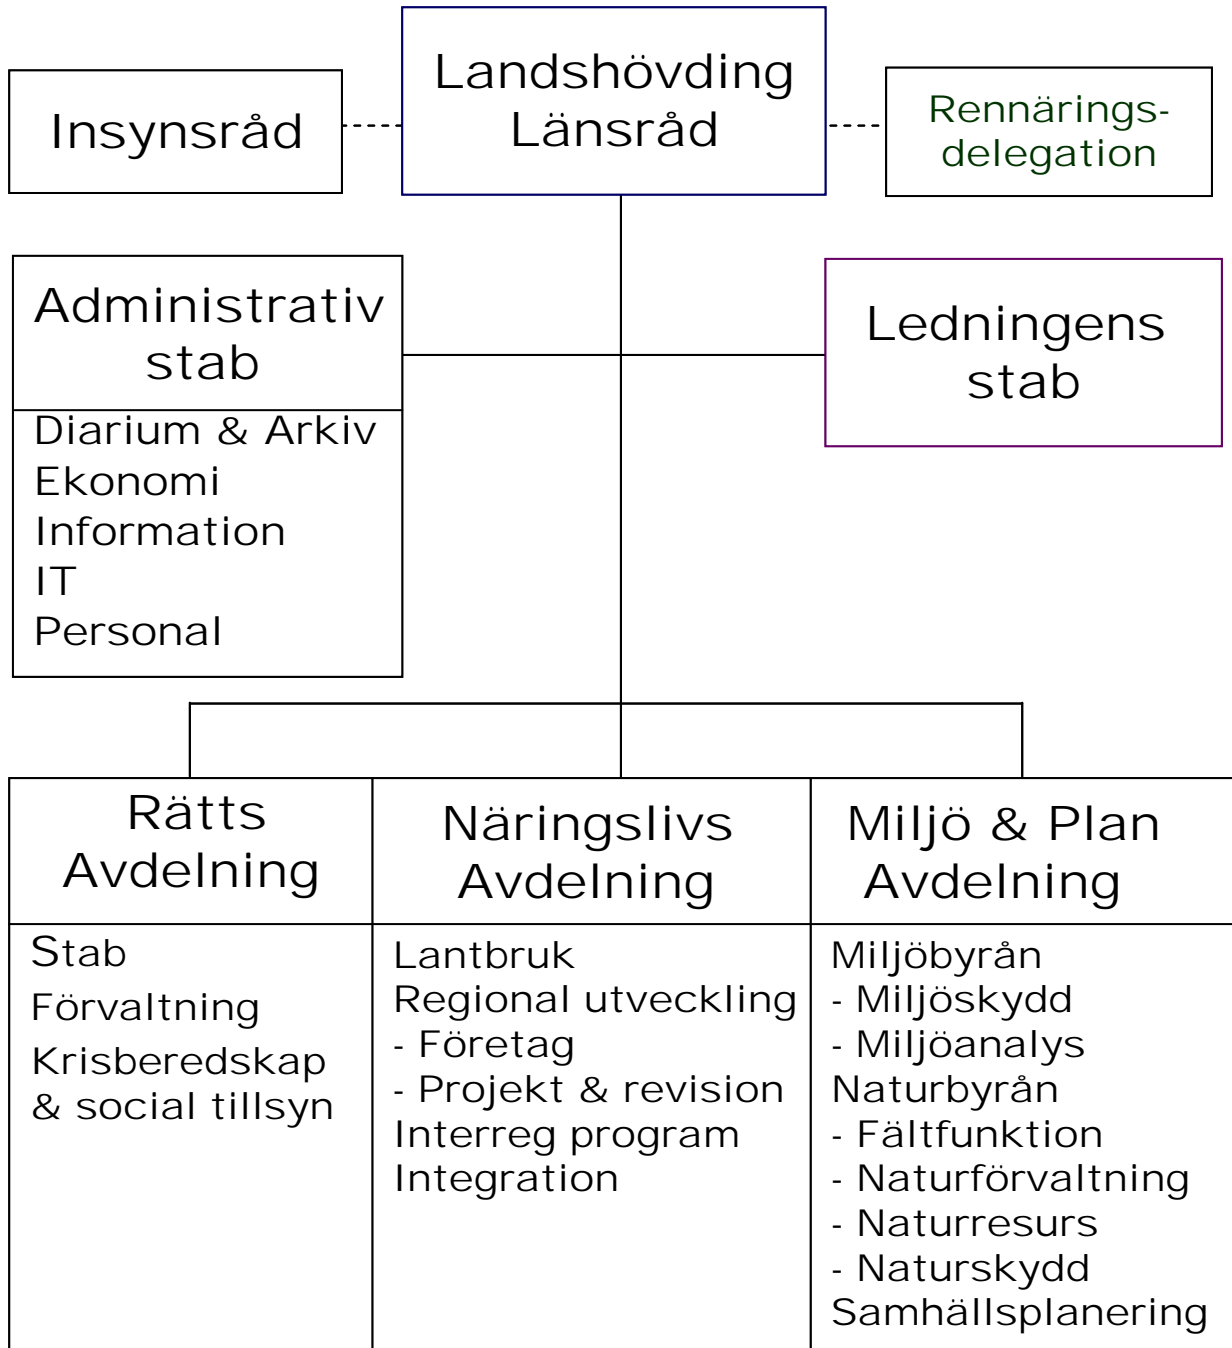 Landshövding
Länsråd
Insynsråd
Rennärings-
delegation
Administrativ
stab
Diarium & Arkiv
Ekonomi
Information
IT
Personal
Ledningens
stab
Rätts
Avdelning
Stab
Förvaltning
Krisberedskap
& social tillsyn
Näringslivs
Avdelning
Lantbruk
Regional utveckling
- Företag
- Projekt & revision
Interreg program
Integration
Miljö & Plan
Avdelning
Miljöbyrån
- Miljöskydd
- Miljöanalys
Naturbyrån
- Fältfunktion
- Naturförvaltning
- Naturresurs
- Naturskydd
Samhällsplanering